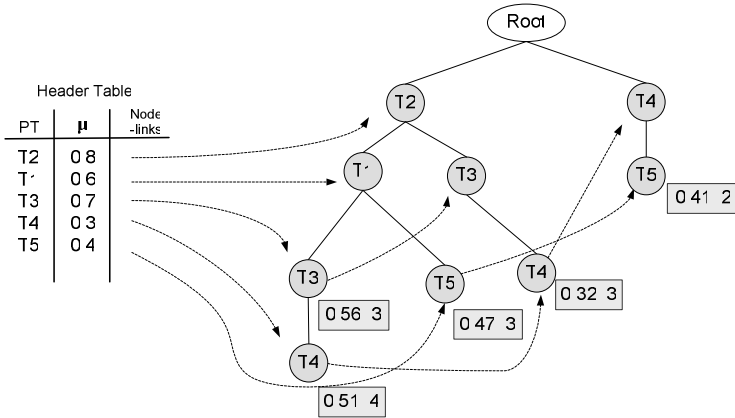 Root
Header Table
PT µ Node -links
T2 0 8
T1 0 6
T3 0 7
T4 0 3
T5 0 4
T2
T4
T1
T3
T5
0 41 2
T3
T5
T4
0 32 3
0 56 3
0 47 3
T4
0 51 4